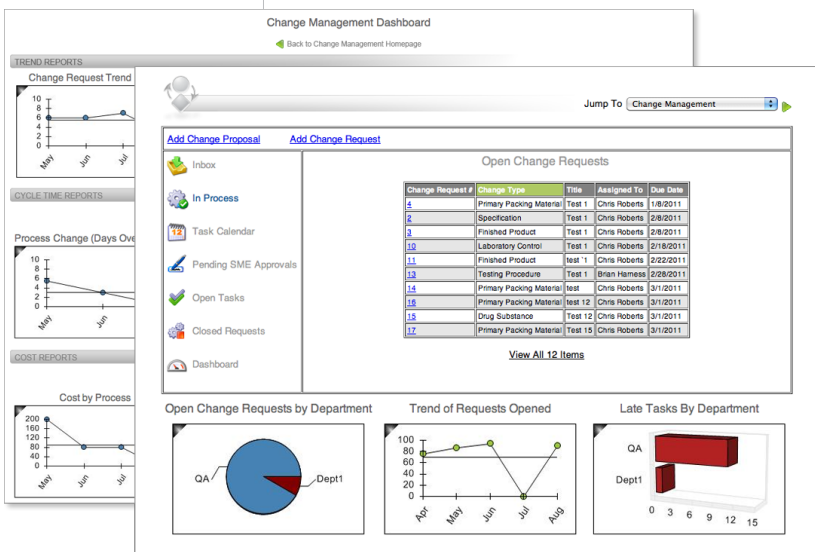 Change Management Dashboard
Back to Change Management Homepage
TREND REPORTS
Change Request Trend
10
8
6
4
2
0
May Jun Jul
CYCLE TIME REPORTS
Process Change (Days Ove
10
8
6
4
2
0
May Jun Jul
COST REPORTS
Cost by Process
200
160
120
80
40
0
May Jun Jul
Jump To Change Management
Add Change Proposal Add Change Request
Inbox
In Process
12
Task Calendar
Pending SME Approvals
Open Tasks
Closed Requests
Dashboard
Open Change Requests
Change Request # Change Type Title Assigned To Due Date
4 Primary Packing Material Test 1 Chris Roberts 1/8/2011
2 Specification Test 1 Chris Roberts 2/8/2011
3 Finished Product Test 1 Chris Roberts 2/8/2011
10 Laboratory Control Test 1 Chris Roberts 2/18/2011
11 Finished Product test `1 Chris Roberts 2/22/2011
13 Testing Procedure Test 1 Brian Harness 2/28/2011
14 Primary Packing Material test Chris Roberts 3/1/2011
16 Primary Packing Material test 12 Chris Roberts 3/1/2011
15 Drug Substance Test 12 Chris Roberts 3/1/2011
17 Primary Packing Material Test 15 Chris Roberts 3/1/2011
View All 12 Items
Open Change Requests by Department
QA Dept1
Trend of Requests Opened
100
80
60
40
20
0
Apr May Jun Jul Aug
Late Tasks By Department
QA
Dept1
0 3 6 9 12 15